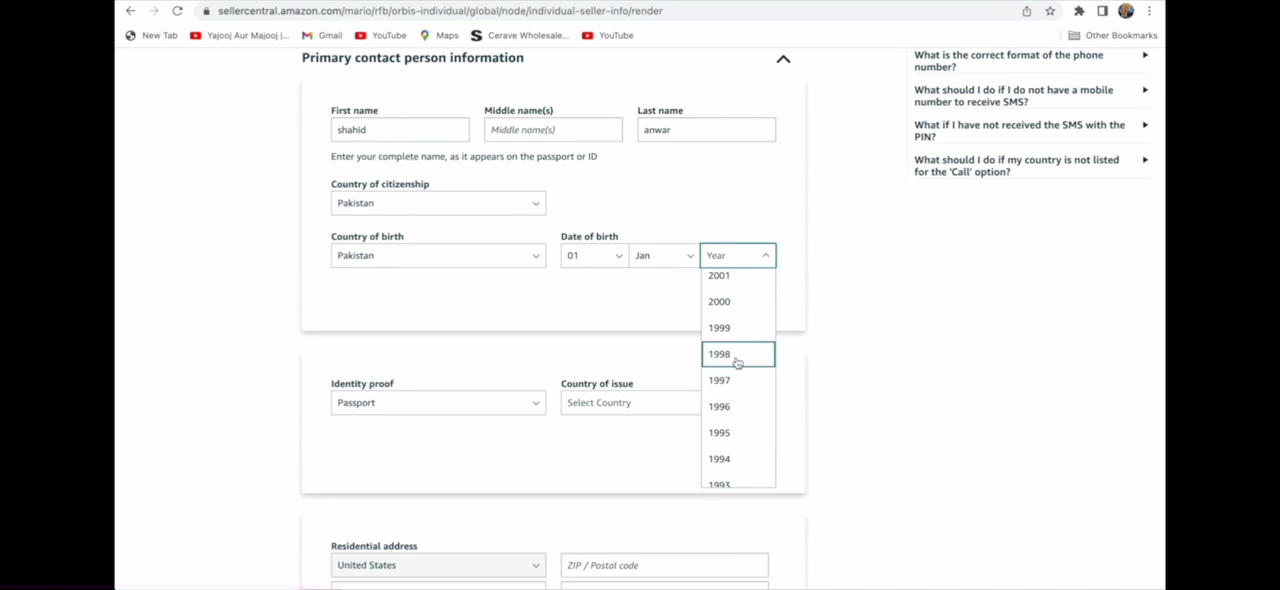 sellercentral.amazon.com/mario/rfb/orbis-individual/global/node/individual-seller-info/render
New Tab Yajooj Aur Majooj |... Gmail YouTube Maps Cerave Wholesale... YouTube Other Bookmarks
Primary contact person information
First name Middle name(s) Last name
shahid Middle name(s) anwar
Enter your complete name, as it appears on the passport or ID
Country of citizenship
Pakistan
Country of birth Date of birth
Pakistan 01 Jan Year
2001
2000
1999
1998
1997
1996
1995
1994
1993
Identity proof Country of issue
Passport Select Country
Residential address
United States ZIP / Postal code
What is the correct format of the phone
number?
What should I do if I do not have a mobile
number to receive SMS?
What if I have not received the SMS with the
PIN?
What should I do if my country is not listed
for the 'Call' option?